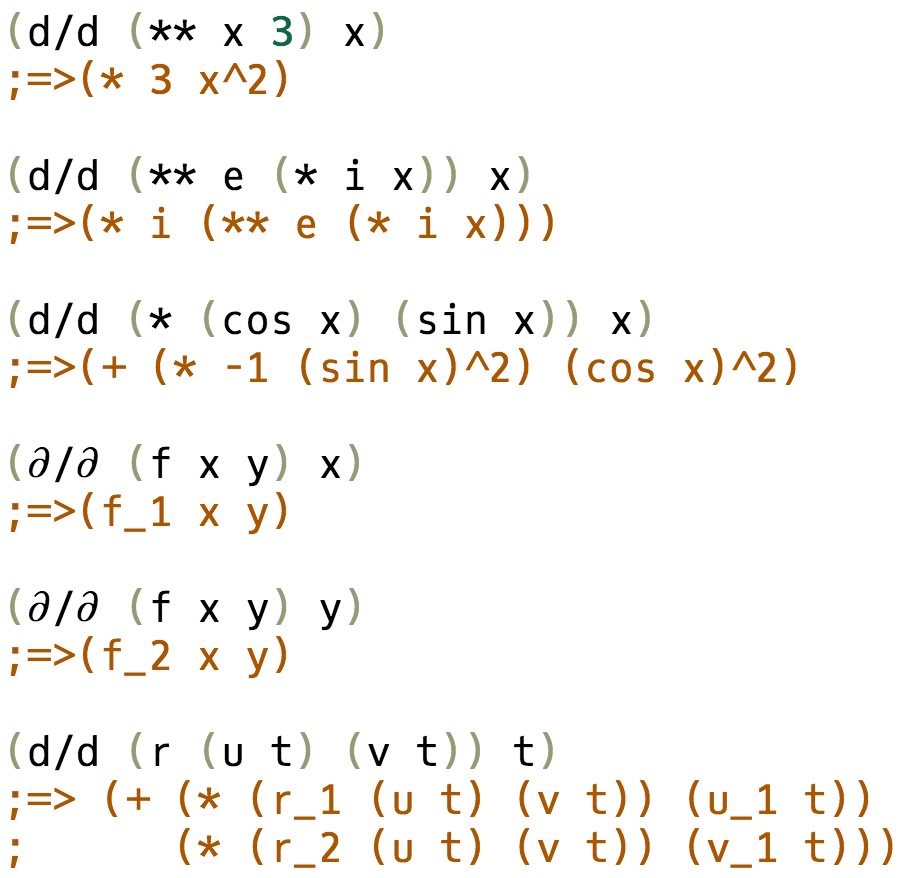 (d/d (** x 3) x)
;=>(* 3 x^2)
(d/d (** e (* i x)) x)
;=>(* i (** e (* i x)))
(d/d (* (cos x) (sin x)) x)
;=>(+ (* -1 (sin x)^2) (cos x)^2)
(∂/∂ (f x y) x)
;=>(f_1 x y)
(∂/∂ (f x y) y)
;=>(f_2 x y)
(d/d (r (u t) (v t)) t)
;=> (+ (* (r_1 (u t) (v t)) (u_1 t))
;      (* (r_2 (u t) (v t)) (v_1 t)))